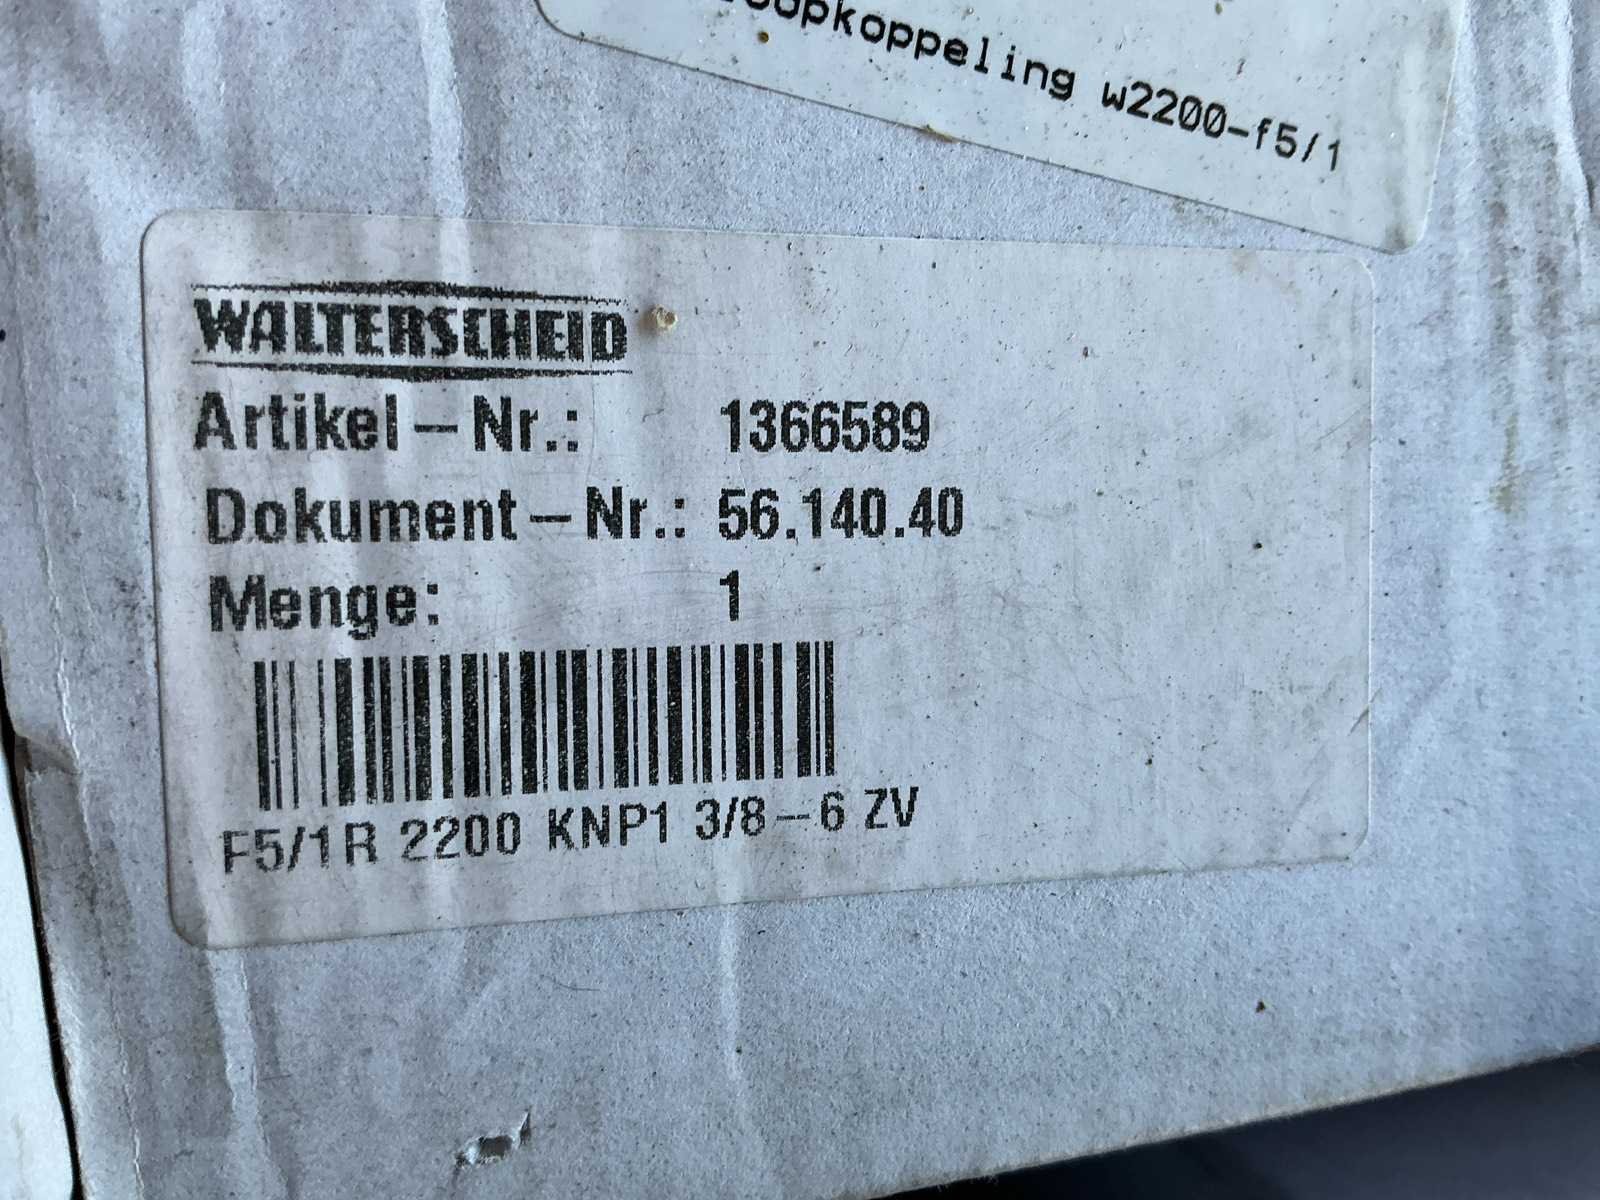 w2200-f5/1
WALTERSCHEID
Artikel-Nr.: 1366589
Dokument-Nr.: 56.140.40
Menge: 1
F5/1R 2200 KNP1 3/8-6 ZV